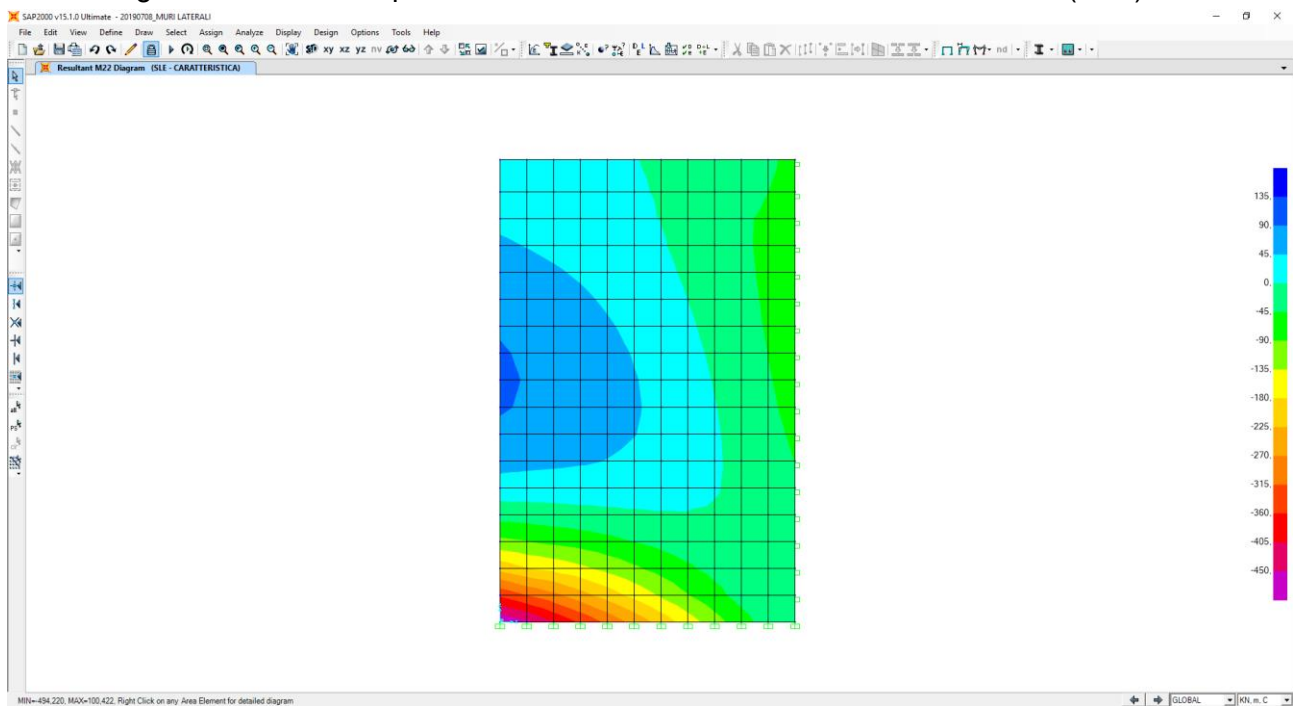 SAP2000 v15.1.0 Ultimate - 20190708_MURI LATERALI
File Edit View Define Draw Select Assign Analyze Display Design Options Tools Help
xy xz yz nv
nd
Resultant M22 Diagram (SLE - CARATTERISTICA)
135,
90,
45,
0,
-45,
-90,
-135,
-180,
-225,
-270,
-315,
-360,
-405,
-450,
MIN=-494,220, MAX=100,422, Right Click on any Area Element for detailed diagram
GLOBAL
KN, m, C